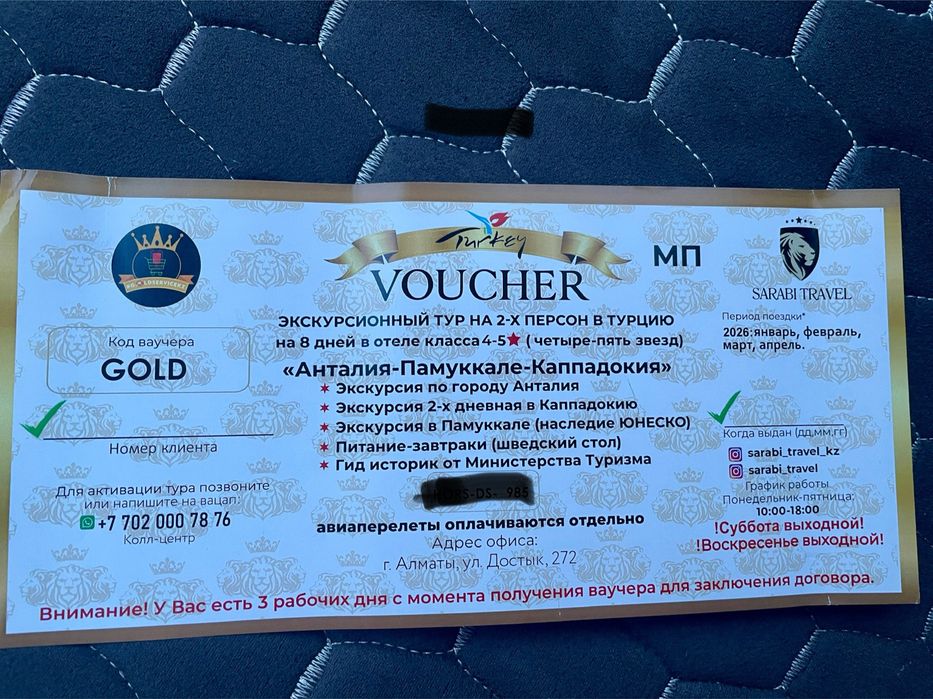 Turkey
VOUCHER
МП
SARABI TRAVEL
ЭКСКУРСИОННЫЙ ТУР НА 2-Х ПЕРСОН В ТУРЦИЮ
на 8 дней в отеле класса 4-5 ( четыре-пять звезд)
«Анталия-Памуккале-Каппадокия»
Экскурсия по городу Анталия
Экскурсия 2-х дневная в Каппадокию
Экскурсия в Памуккале (наследие ЮНЕСКО)
Питание-завтраки (шведский стол)
Гид историк от Министерства Туризма
авиаперелеты оплачиваются отдельно
Адрес офиса:
г. Алматы, ул. Достык, 272
Код ваучера
GOLD
Номер клиента
Для активации тура позвоните
или напишите на вацап:
+7 702 000 78 76
Колл-центр
Период поездки*
2026:январь, февраль,
март, апрель.
Когда выдан (дд,мм,гг)
sarabi_travel_kz
sarabi_travel
График работы
Понедельник-пятница:
10:00-18:00
!Суббота выходной!
!Воскресенье выходной!
Внимание! У Вас есть 3 рабочих дня с момента получения ваучера для заключения договора.